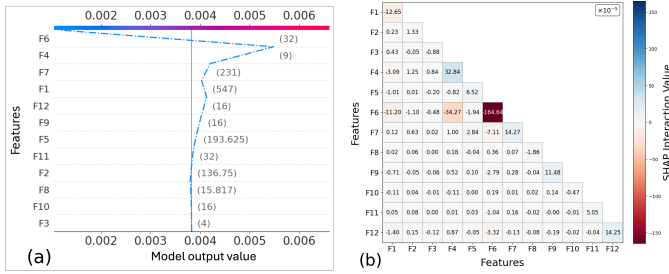 0.002 0.003 0.004 0.005 0.006
F6 (32)
F4 (9)
F7 (231)
F1 (547)
F12 (16)
F9 (16)
F5 (193.625)
F11 (32)
F2 (136.75)
F8 (15.817)
F10 (16)
F3 (4)
Features
0.002 0.003 0.004 0.005 0.006
Model output value
(a)
×10⁻⁵
F1 -12.65
F2 0.23 1.33
F3 0.43 -0.05 -0.88
F4 -3.09 1.25 0.84 32.84
F5 -1.01 0.01 -0.20 -0.82 6.52
F6 -11.20 -1.10 -0.48 -34.27 -1.94 -164.64
F7 0.12 0.63 0.02 1.00 2.84 -7.11 14.27
F8 0.02 0.06 0.00 0.18 -0.04 0.36 0.07 -1.86
F9 -0.71 -0.05 -0.06 0.52 0.10 -2.79 0.28 -0.04 11.48
F10 -0.11 0.04 -0.01 -0.11 0.00 0.19 0.01 0.02 0.14 -0.47
F11 0.05 0.08 0.00 0.01 0.03 -1.04 0.16 -0.01 -0.03 0.00 5.05
F12 -1.40 0.15 -0.12 0.87 -0.05 -3.32 -0.13 -0.08 -0.19 -0.02 -0.04 14.25
F1 F2 F3 F4 F5 F6 F7 F8 F9 F10 F11 F12
Features
Features
(b)
150
100
50
0
−50
−100
−150
SHAP Interaction Value